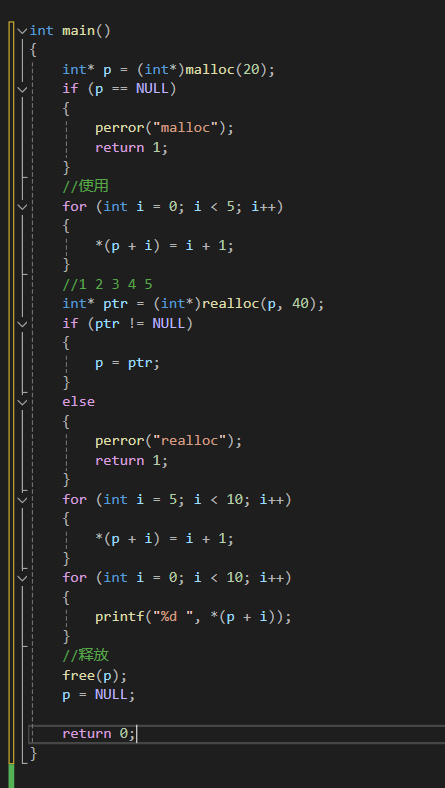 int main()
{
    int* p = (int*)malloc(20);
    if (p == NULL)
    {
        perror("malloc");
        return 1;
    }
    //使用
    for (int i = 0; i < 5; i++)
    {
        *(p + i) = i + 1;
    }
    //1 2 3 4 5
    int* ptr = (int*)realloc(p, 40);
    if (ptr != NULL)
    {
        p = ptr;
    }
    else
    {
        perror("realloc");
        return 1;
    }
    for (int i = 5; i < 10; i++)
    {
        *(p + i) = i + 1;
    }
    for (int i = 0; i < 10; i++)
    {
        printf("%d ", *(p + i));
    }
    //释放
    free(p);
    p = NULL;

    return 0;
}